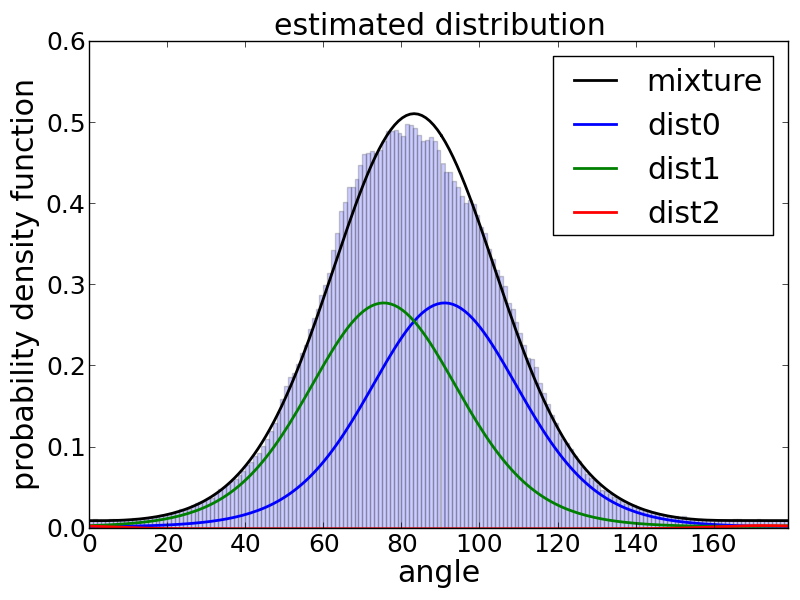 estimated distribution
probability density function
0.6
0.5
0.4
0.3
0.2
0.1
0.0
mixture
dist0
dist1
dist2
0 20 40 60 80 100 120 140 160
angle